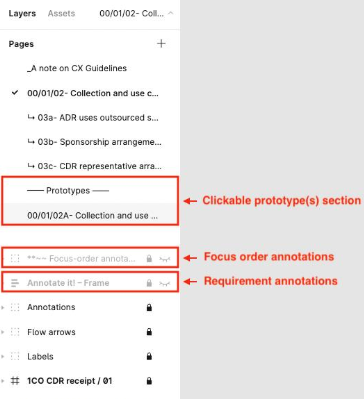 Layers Assets 00/01/02- Coll...
Pages
_A note on CX Guidelines
00/01/02- Collection and use c...
↳ 03a- ADR uses outsourced s...
↳ 03b- Sponsorship arrangeme...
↳ 03c- CDR representative arra...
—— Prototypes ——
Clickable prototype(s) section
00/01/02A- Collection and use ...
**~~ Focus-order annota...
Focus order annotations
Annotate it! – Frame
Requirement annotations
Annotations
Flow arrows
Labels
1CO CDR receipt / 01